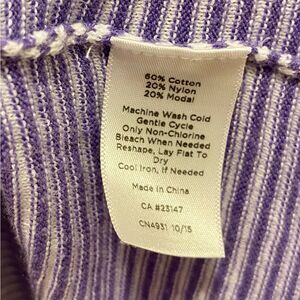 60% Cotton
20% Nylon
20% Modal
Machine Wash Cold
Gentle Cycle
Only Non-Chlorine
Bleach When Needed
Reshape, Lay Flat To
Dry
Cool Iron, If Needed
Made in China
CA #23147
CN4931 10/15